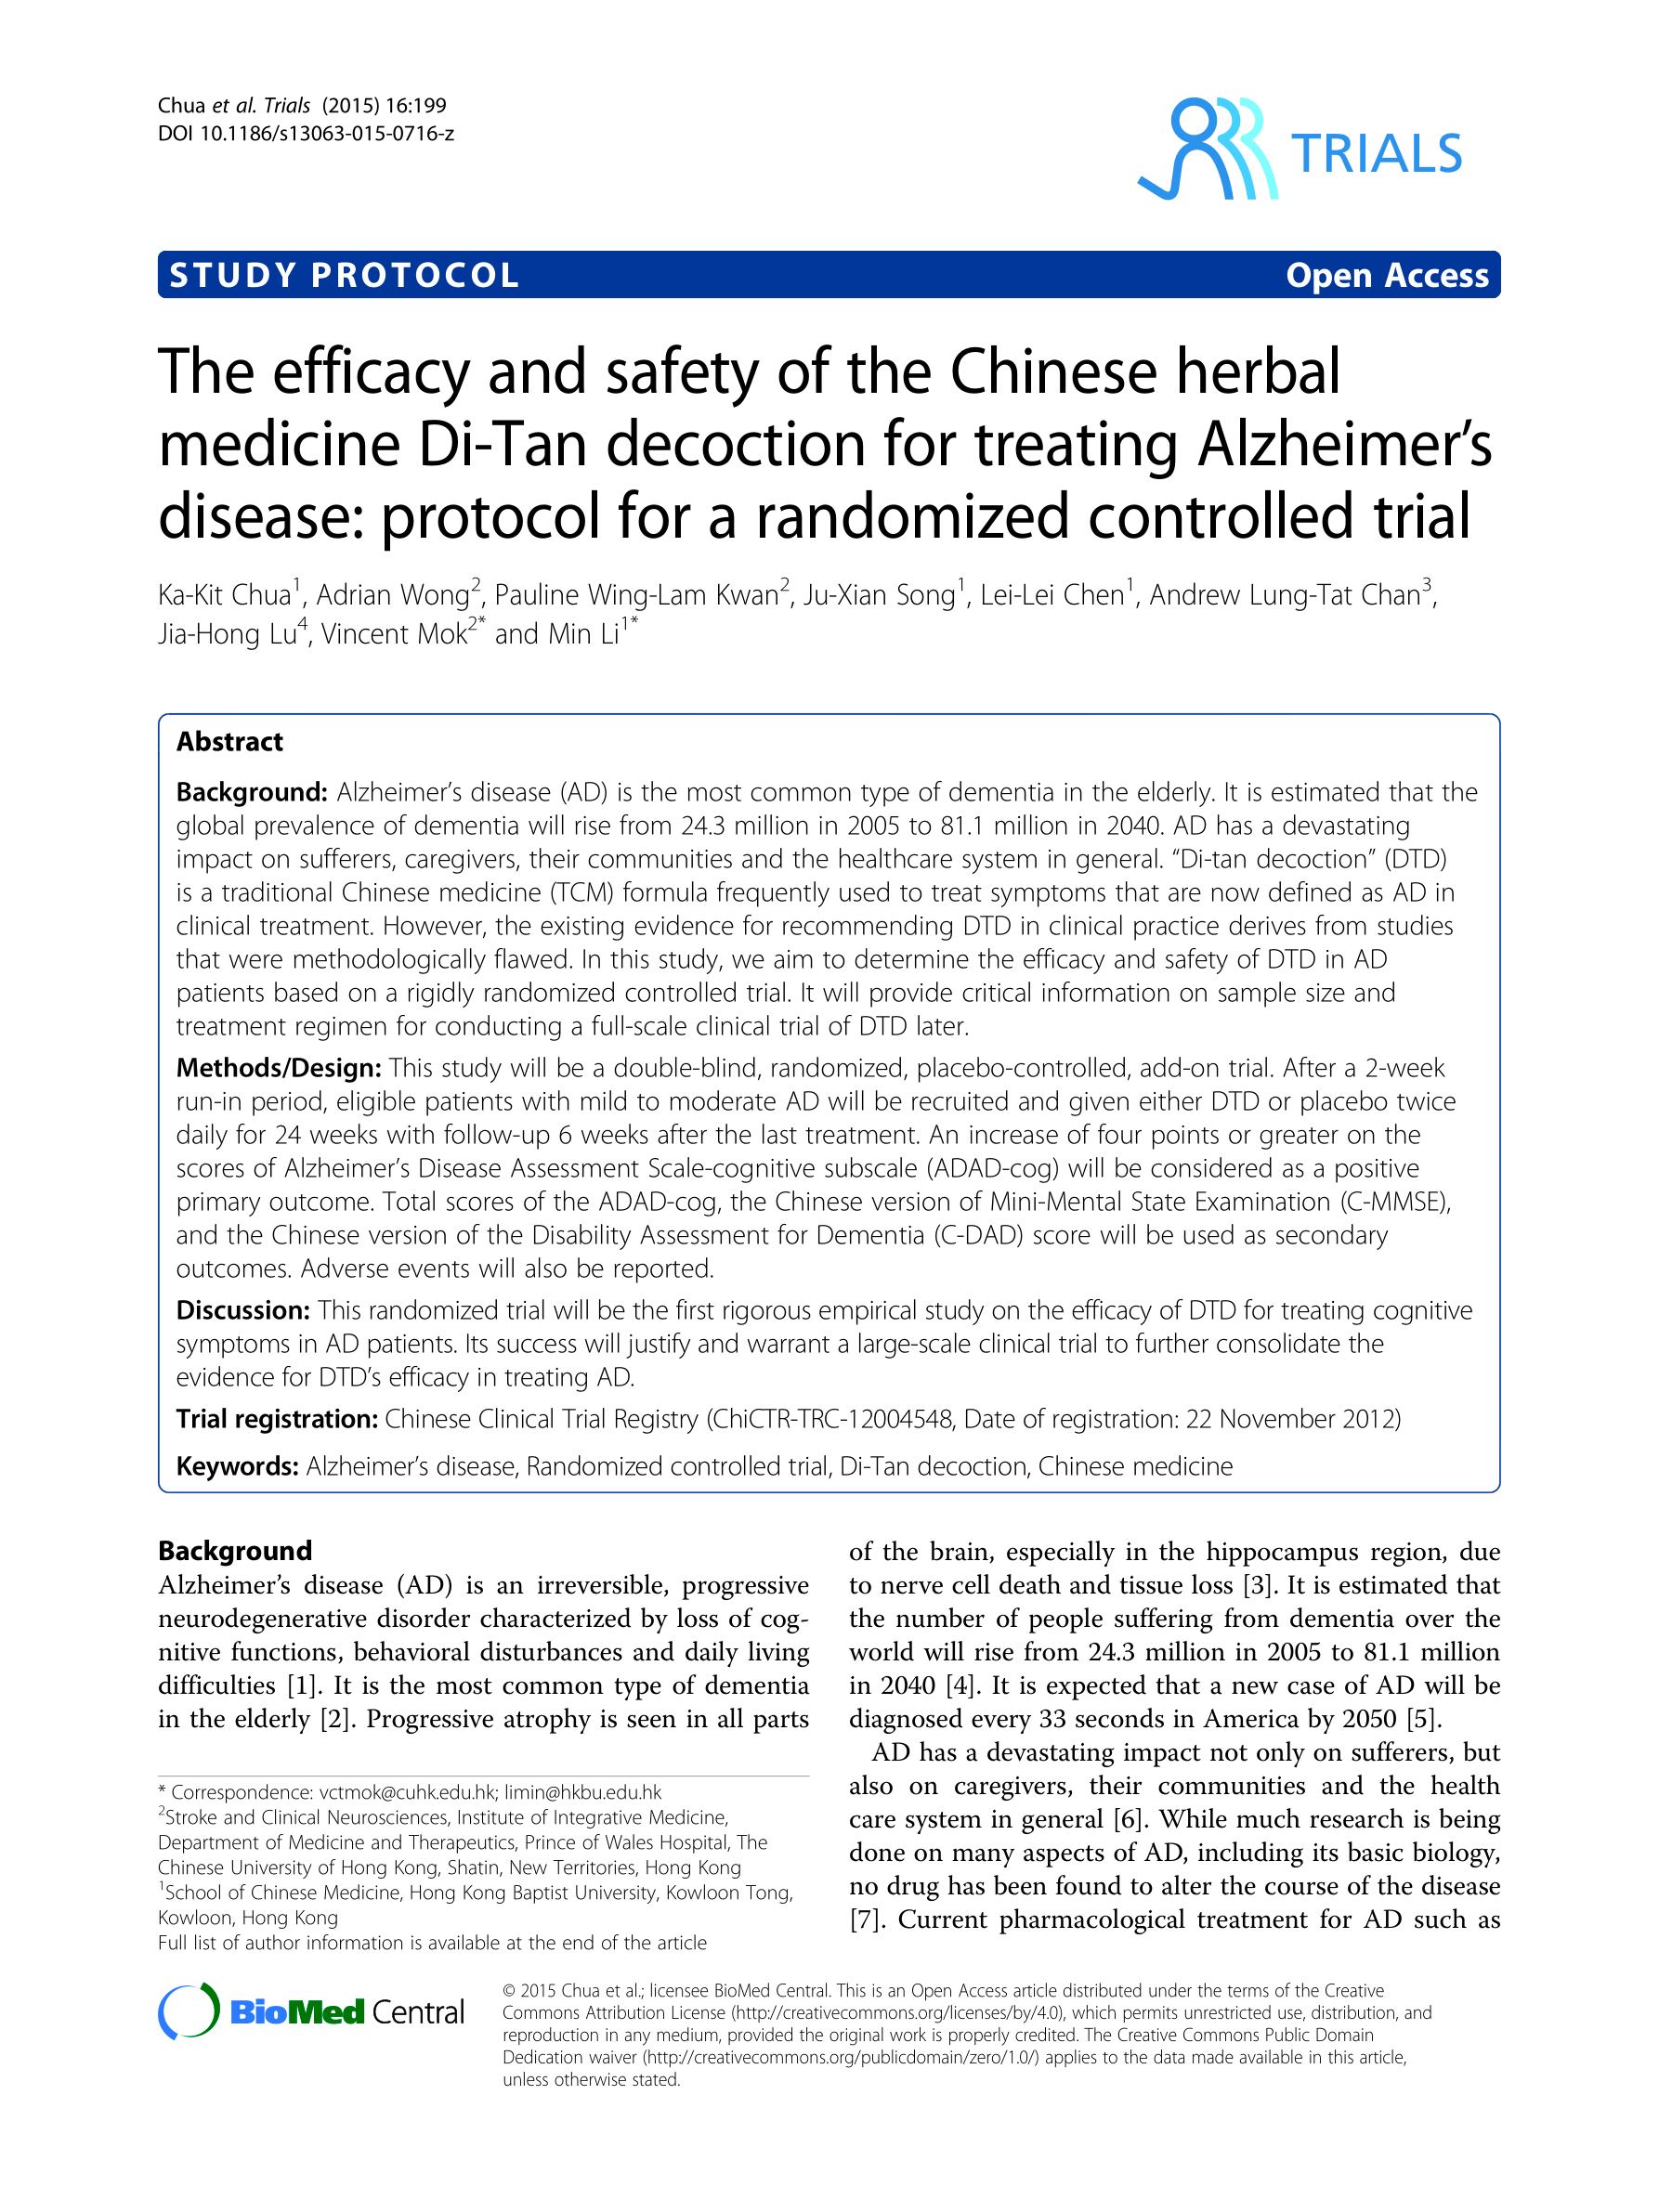 Chua et al. Trials (2015) 16:199
DOI 10.1186/s13063-015-0716-z
TRIALS
STUDY PROTOCOL
Open Access
The efficacy and safety of the Chinese herbal
medicine Di-Tan decoction for treating Alzheimer’s
disease: protocol for a randomized controlled trial
Ka-Kit Chua1, Adrian Wong2, Pauline Wing-Lam Kwan2, Ju-Xian Song1, Lei-Lei Chen1, Andrew Lung-Tat Chan3,
Jia-Hong Lu4, Vincent Mok2* and Min Li1*
Abstract
Background: Alzheimer’s disease (AD) is the most common type of dementia in the elderly. It is estimated that the
global prevalence of dementia will rise from 24.3 million in 2005 to 81.1 million in 2040. AD has a devastating
impact on sufferers, caregivers, their communities and the healthcare system in general. “Di-tan decoction” (DTD)
is a traditional Chinese medicine (TCM) formula frequently used to treat symptoms that are now defined as AD in
clinical treatment. However, the existing evidence for recommending DTD in clinical practice derives from studies
that were methodologically flawed. In this study, we aim to determine the efficacy and safety of DTD in AD
patients based on a rigidly randomized controlled trial. It will provide critical information on sample size and
treatment regimen for conducting a full-scale clinical trial of DTD later.
Methods/Design: This study will be a double-blind, randomized, placebo-controlled, add-on trial. After a 2-week
run-in period, eligible patients with mild to moderate AD will be recruited and given either DTD or placebo twice
daily for 24 weeks with follow-up 6 weeks after the last treatment. An increase of four points or greater on the
scores of Alzheimer’s Disease Assessment Scale-cognitive subscale (ADAD-cog) will be considered as a positive
primary outcome. Total scores of the ADAD-cog, the Chinese version of Mini-Mental State Examination (C-MMSE),
and the Chinese version of the Disability Assessment for Dementia (C-DAD) score will be used as secondary
outcomes. Adverse events will also be reported.
Discussion: This randomized trial will be the first rigorous empirical study on the efficacy of DTD for treating cognitive
symptoms in AD patients. Its success will justify and warrant a large-scale clinical trial to further consolidate the
evidence for DTD’s efficacy in treating AD.
Trial registration: Chinese Clinical Trial Registry (ChiCTR-TRC-12004548, Date of registration: 22 November 2012)
Keywords: Alzheimer’s disease, Randomized controlled trial, Di-Tan decoction, Chinese medicine
Background
Alzheimer’s disease (AD) is an irreversible, progressive
neurodegenerative disorder characterized by loss of cog-
nitive functions, behavioral disturbances and daily living
difficulties [1]. It is the most common type of dementia
in the elderly [2]. Progressive atrophy is seen in all parts
of the brain, especially in the hippocampus region, due
to nerve cell death and tissue loss [3]. It is estimated that
the number of people suffering from dementia over the
world will rise from 24.3 million in 2005 to 81.1 million
in 2040 [4]. It is expected that a new case of AD will be
diagnosed every 33 seconds in America by 2050 [5].
AD has a devastating impact not only on sufferers, but
also on caregivers, their communities and the health
care system in general [6]. While much research is being
done on many aspects of AD, including its basic biology,
no drug has been found to alter the course of the disease
[7]. Current pharmacological treatment for AD such as
* Correspondence: vctmok@cuhk.edu.hk; limin@hkbu.edu.hk
2Stroke and Clinical Neurosciences, Institute of Integrative Medicine,
Department of Medicine and Therapeutics, Prince of Wales Hospital, The
Chinese University of Hong Kong, Shatin, New Territories, Hong Kong
1School of Chinese Medicine, Hong Kong Baptist University, Kowloon Tong,
Kowloon, Hong Kong
Full list of author information is available at the end of the article
BioMed Central
© 2015 Chua et al.; licensee BioMed Central. This is an Open Access article distributed under the terms of the Creative
Commons Attribution License (http://creativecommons.org/licenses/by/4.0), which permits unrestricted use, distribution, and
reproduction in any medium, provided the original work is properly credited. The Creative Commons Public Domain
Dedication waiver (http://creativecommons.org/publicdomain/zero/1.0/) applies to the data made available in this article,
unless otherwise stated.